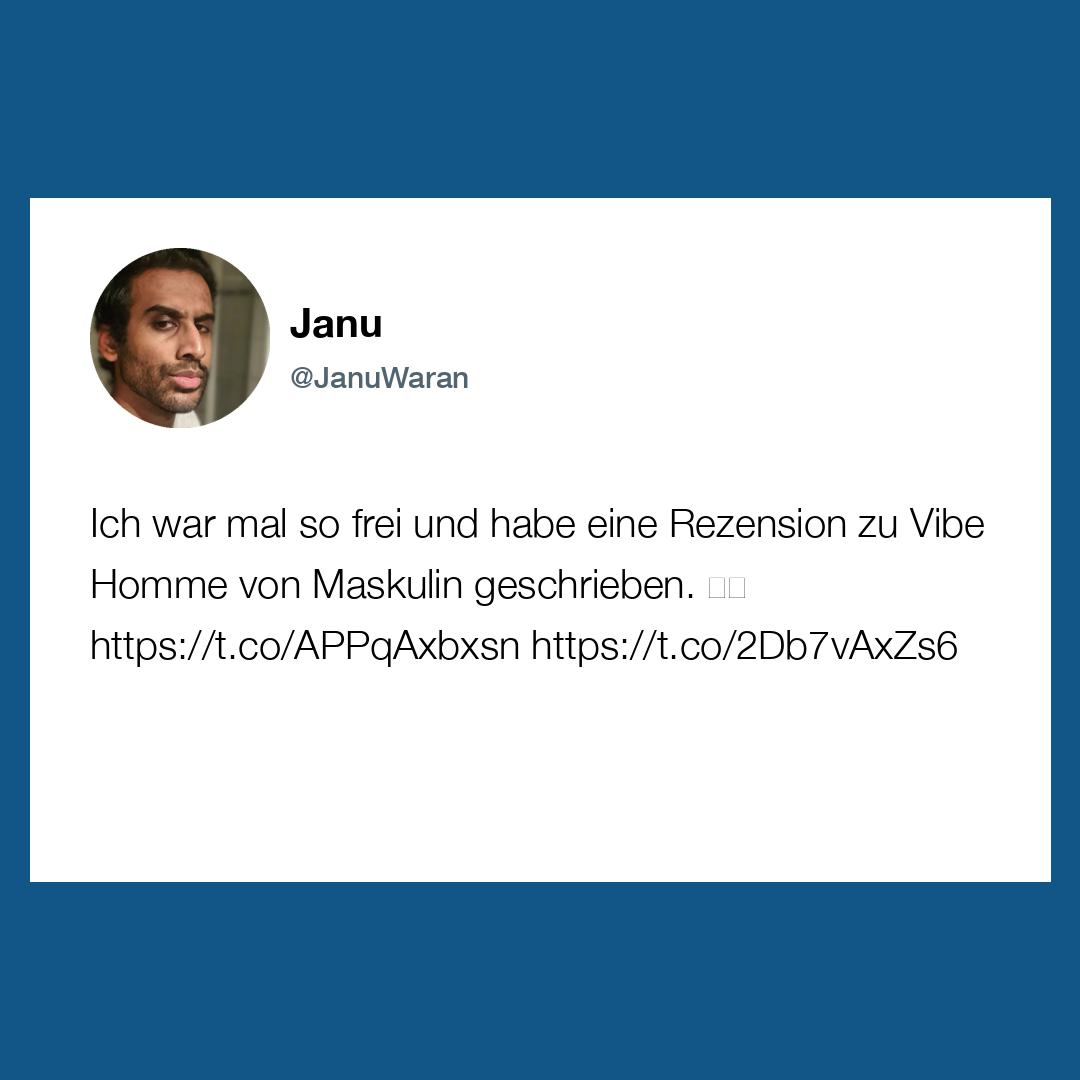 Janu
@JanuWaran
Ich war mal so frei und habe eine Rezension zu Vibe
Homme von Maskulin geschrieben. □□
https://t.co/APPqAxbxsn https://t.co/2Db7vAxZs6